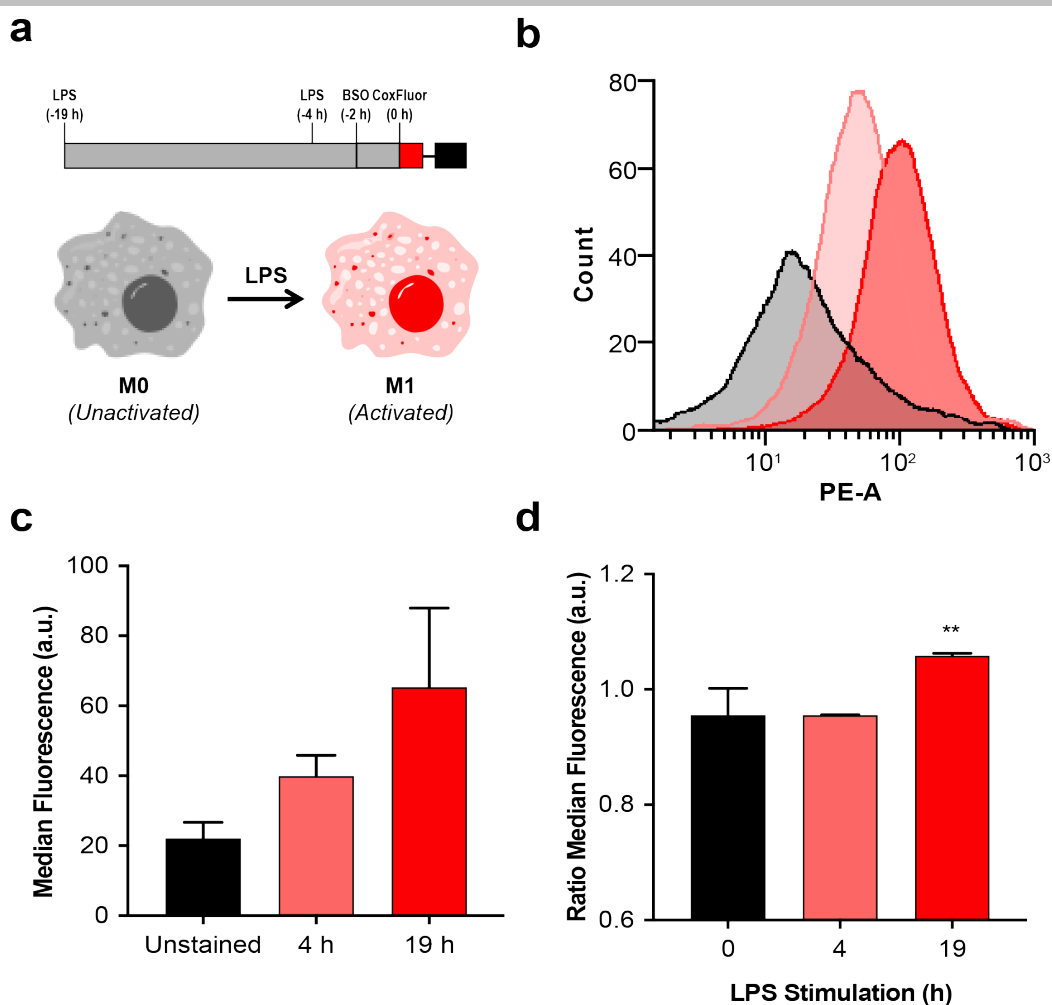 a
LPS
(-19 h)
LPS
(-4 h)
BSO
(-2 h)
CoxFluor
(0 h)
LPS
M0
(Unactivated)
M1
(Activated)
b
80
60
40
20
0
Count
10¹
10²
10³
PE-A
c
100
80
60
40
20
0
Median Fluorescence (a.u.)
Unstained
4 h
19 h
d
1.2
1.0
0.8
0.6
Ratio Median Fluorescence (a.u.)
**
0
4
19
LPS Stimulation (h)